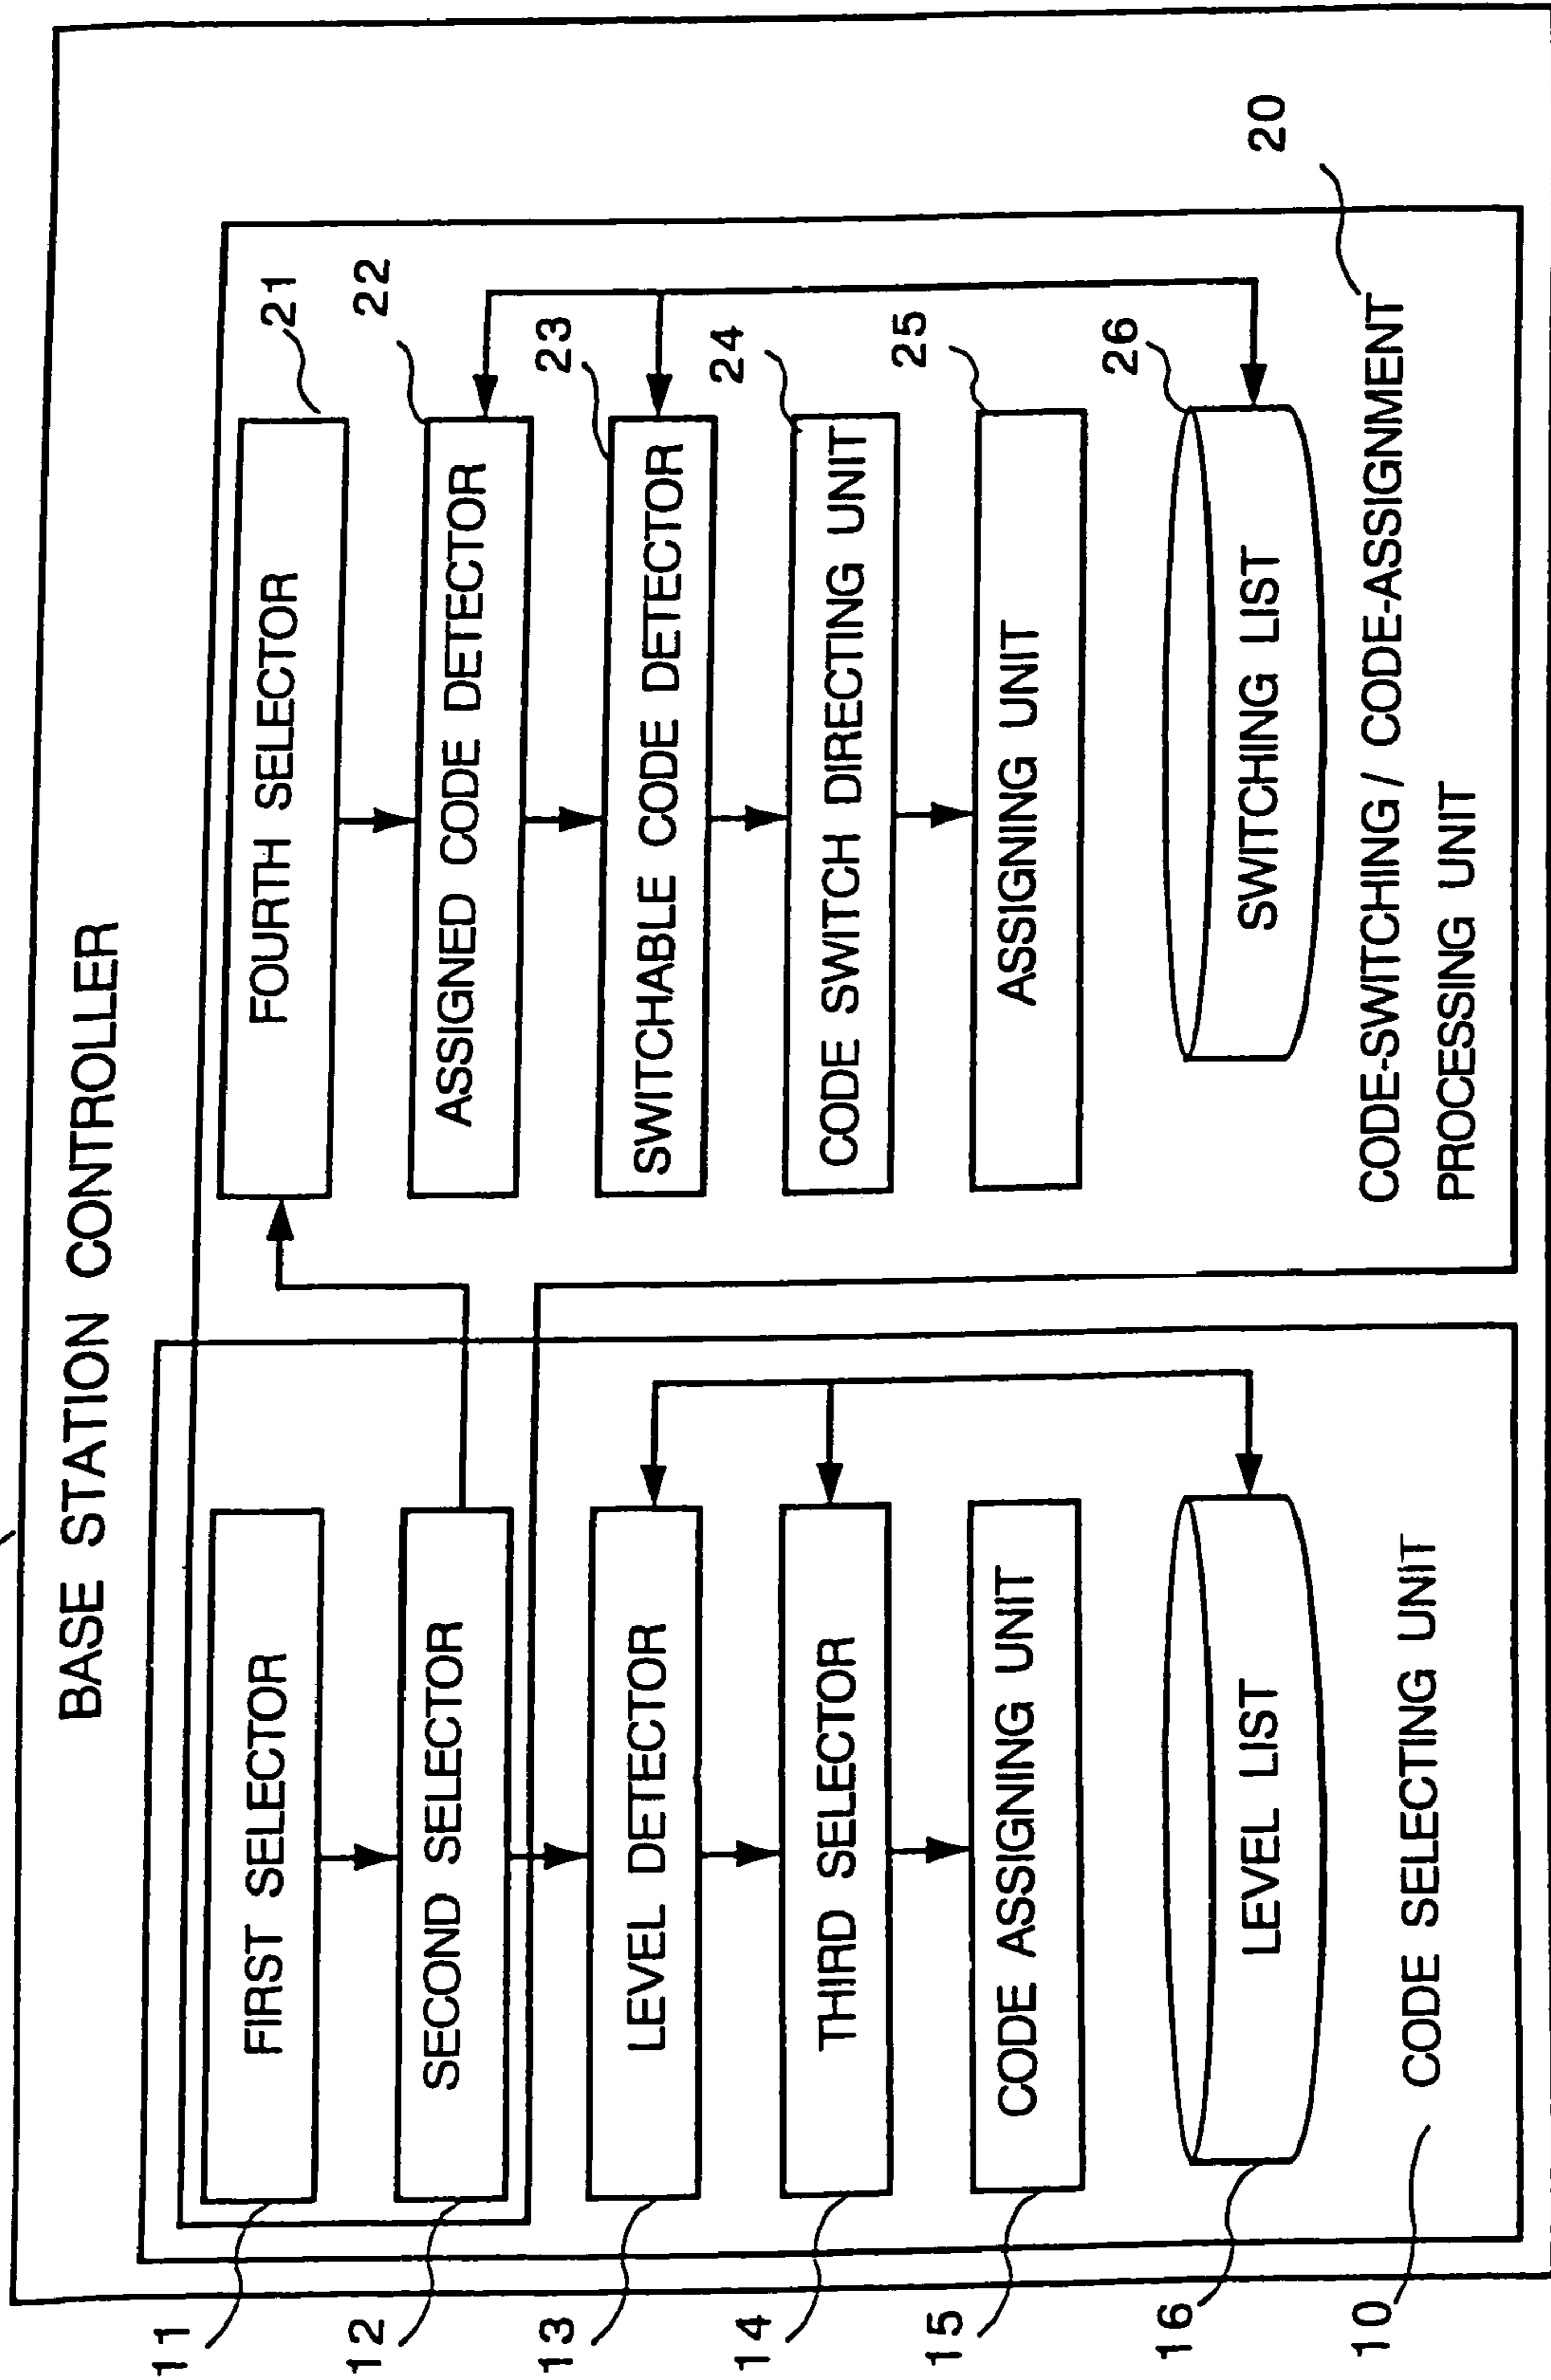 BASE STATION CONTROLLER
11
FIRST SELECTOR
12
SECOND SELECTOR
13
LEVEL DETECTOR
14
THIRD SELECTOR
15
CODE ASSIGNING UNIT
16
LEVEL LIST
10
CODE SELECTING UNIT
21
FOURTH SELECTOR
22
ASSIGNED CODE DETECTOR
23
SWITCHABLE CODE DETECTOR
24
CODE SWITCH DIRECTING UNIT
25
ASSIGNING UNIT
26
SWITCHING LIST
20
CODE-SWITCHING / CODE-ASSIGNMENT
PROCESSING UNIT